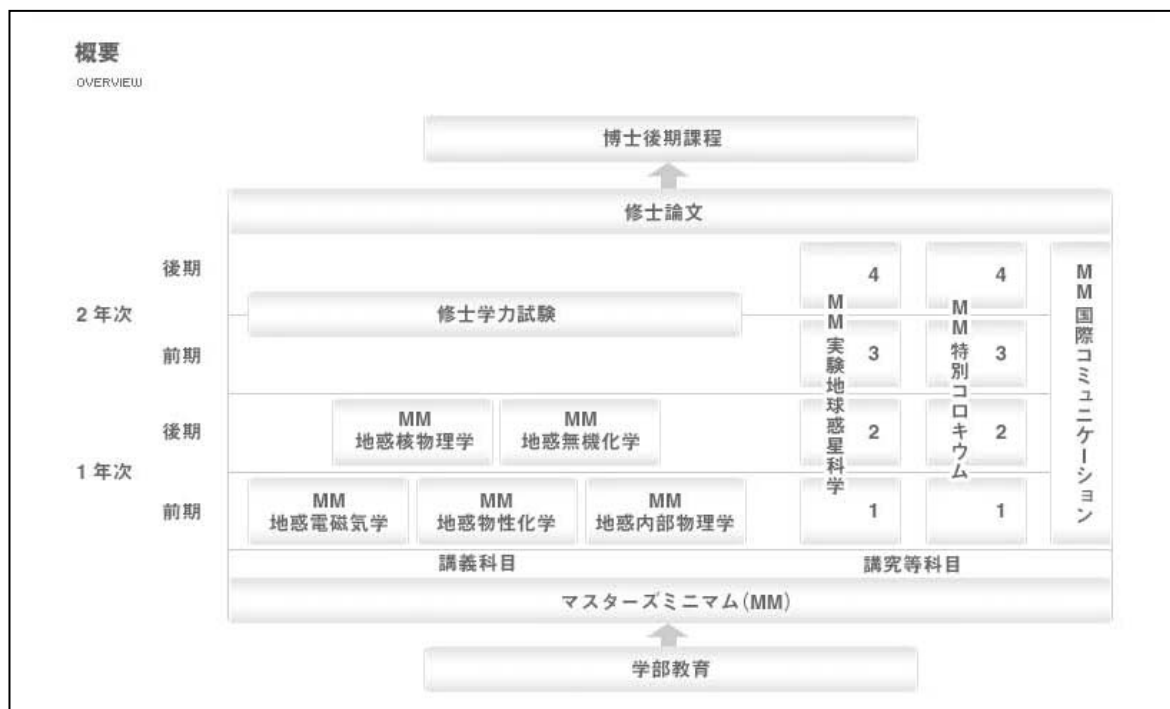 概要
OVERVIEW
博士後期課程
修士論文
後期
4
4
2年次
修士学力試験
前期
3
3
MM実験地球惑星科学
MM特別コロキウム
MM国際コミュニケーション
後期
MM
地惑核物理学
MM
地惑無機化学
2
2
1年次
前期
MM
地惑電磁気学
MM
地惑物性化学
MM
地惑内部物理学
1
1
講義科目
講究等科目
マスターズミニマム(MM)
学部教育